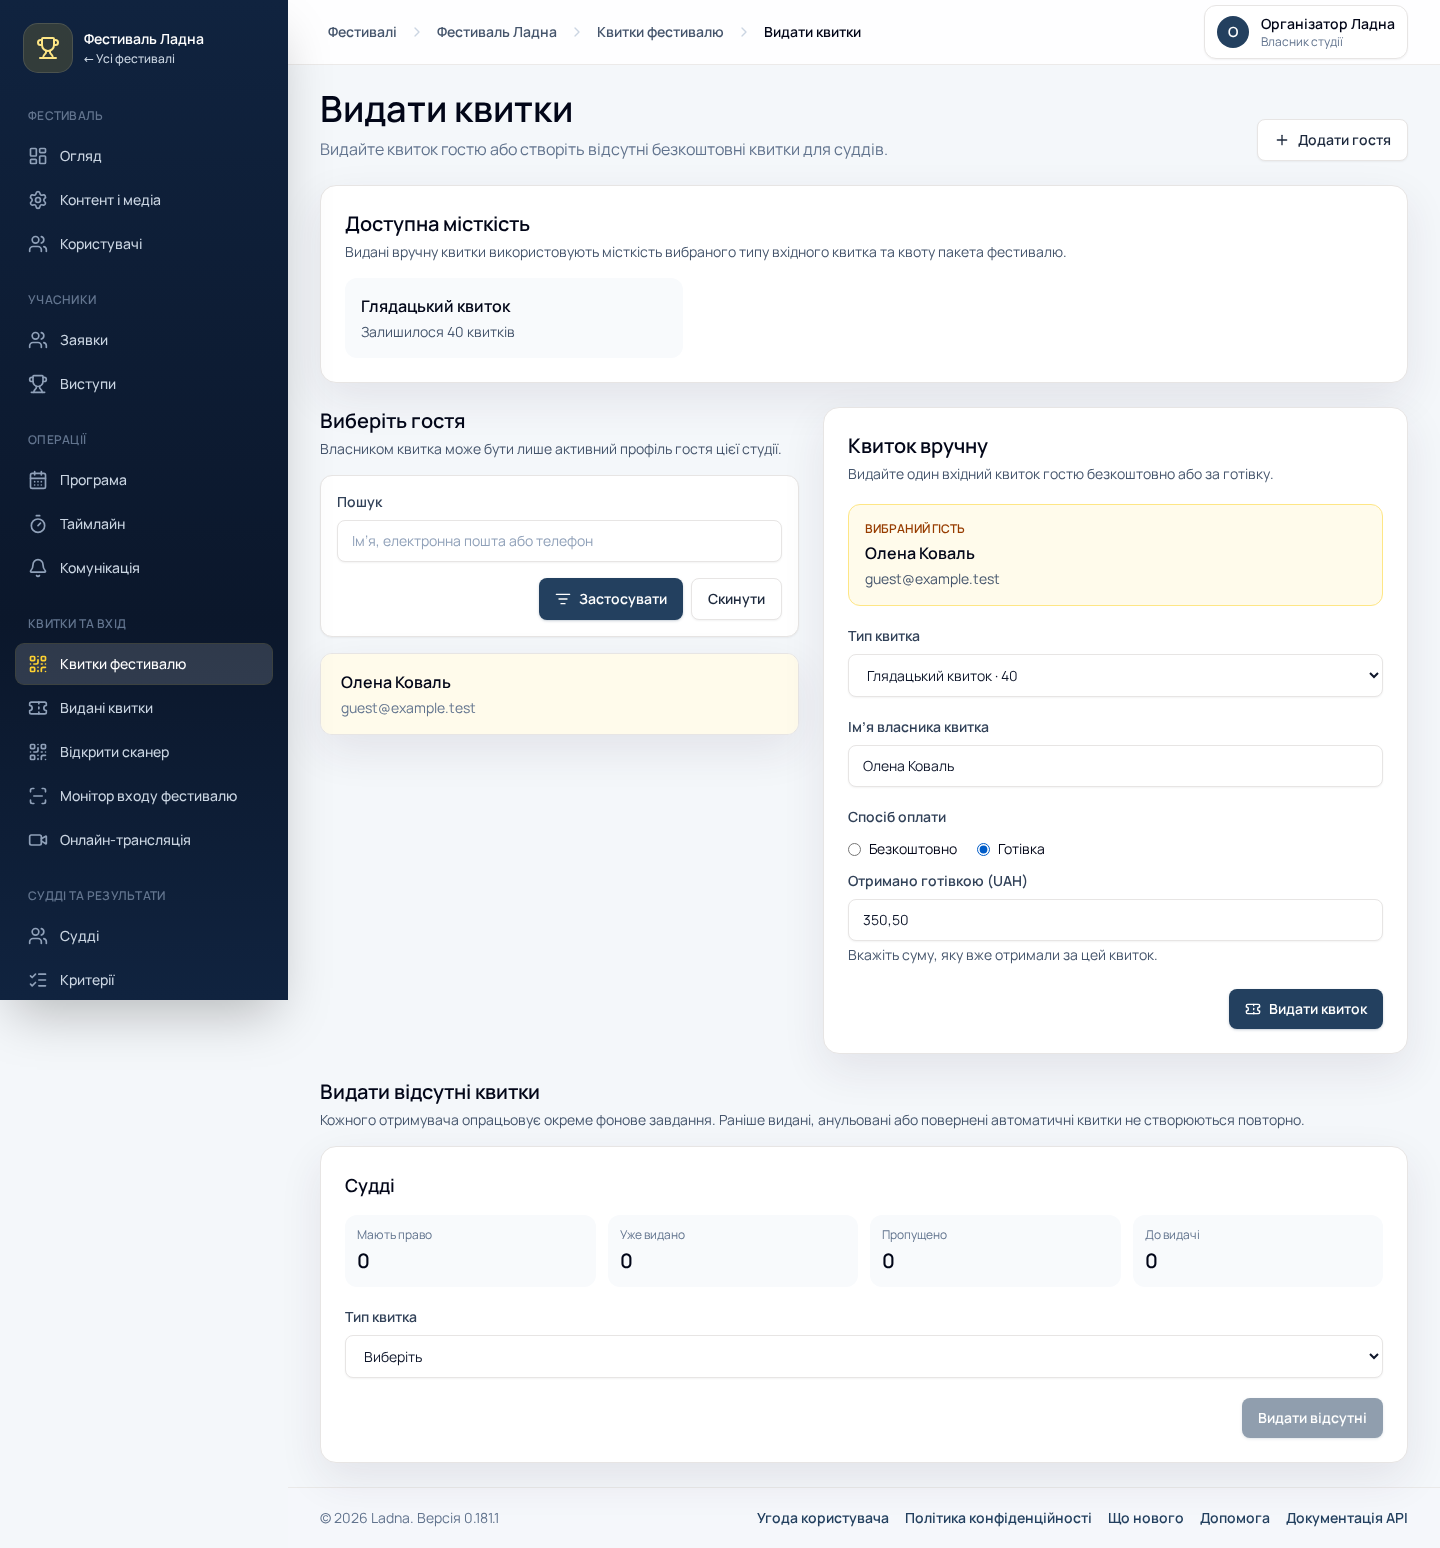 Фестиваль Ладна
← Усі фестивалі
ФЕСТИВАЛЬ
Огляд
Контент і медіа
Користувачі
УЧАСНИКИ
Заявки
Виступи
ОПЕРАЦІЇ
Програма
Таймлайн
Комунікація
КВИТКИ ТА ВХІД
Квитки фестивалю
Видані квитки
Відкрити сканер
Монітор входу фестивалю
Онлайн-трансляція
СУДДІ ТА РЕЗУЛЬТАТИ
Судді
Критерії
Фестивалі
Фестиваль Ладна
Квитки фестивалю
Видати квитки
О
Організатор Ладна
Власник студії
Видати квитки
Видайте квиток гостю або створіть відсутні безкоштовні квитки для суддів.
Додати гостя
Доступна місткість
Видані вручну квитки використовують місткість вибраного типу вхідного квитка та квоту пакета фестивалю.
Глядацький квиток
Залишилося 40 квитків
Виберіть гостя
Власником квитка може бути лише активний профіль гостя цієї студії.
Пошук
Ім'я, електронна пошта або телефон
Застосувати
Скинути
Олена Коваль
guest@example.test
Квиток вручну
Видайте один вхідний квиток гостю безкоштовно або за готівку.
ВИБРАНИЙ ГІСТЬ
Олена Коваль
guest@example.test
Тип квитка
Глядацький квиток · 40
Ім'я власника квитка
Олена Коваль
Спосіб оплати
Безкоштовно
Готівка
Отримано готівкою (UAH)
350,50
Вкажіть суму, яку вже отримали за цей квиток.
Видати квиток
Видати відсутні квитки
Кожного отримувача опрацьовує окреме фонове завдання. Раніше видані, анульовані або повернені автоматичні квитки не створюються повторно.
Судді
Мають право
0
Уже видано
0
Пропущено
0
До видачі
0
Тип квитка
Виберіть
Видати відсутні
© 2026 Ladna. Версія 0.181.1
Угода користувача
Політика конфіденційності
Що нового
Допомога
Документація API